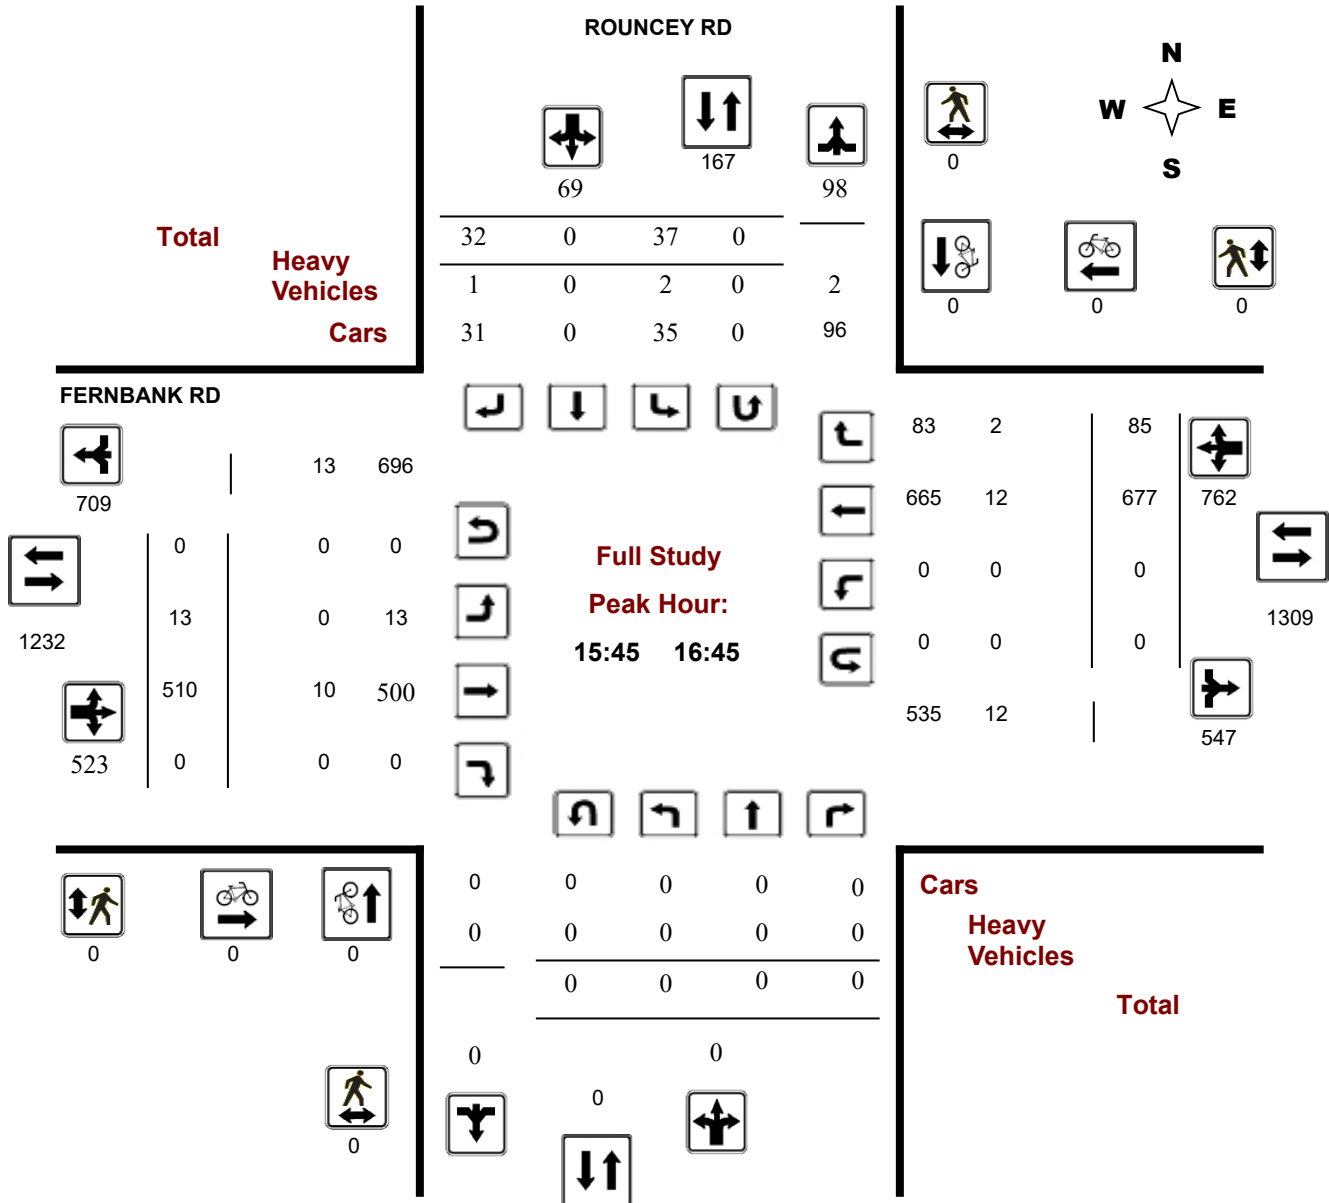 ROUNCEY RD
N
W E
S
167
0
69
98
Total
32 0 37 0
Heavy
Vehicles
1 0 2 0 2
0 0 0
Cars
31 0 35 0 96
FERNBANK RD
83 2 85
13 696
709
665 12 677 762
0 0 0
Full Study
0 0 0
Peak Hour:
13 0 13
1309
1232
15:45 16:45
0 0 0
510 10 500
535 12
547
523 0 0 0
0 0 0 0 0
Cars
0 0 0 0 0
Heavy
Vehicles
0 0 0
0 0 0 0
Total
0 0
0
0